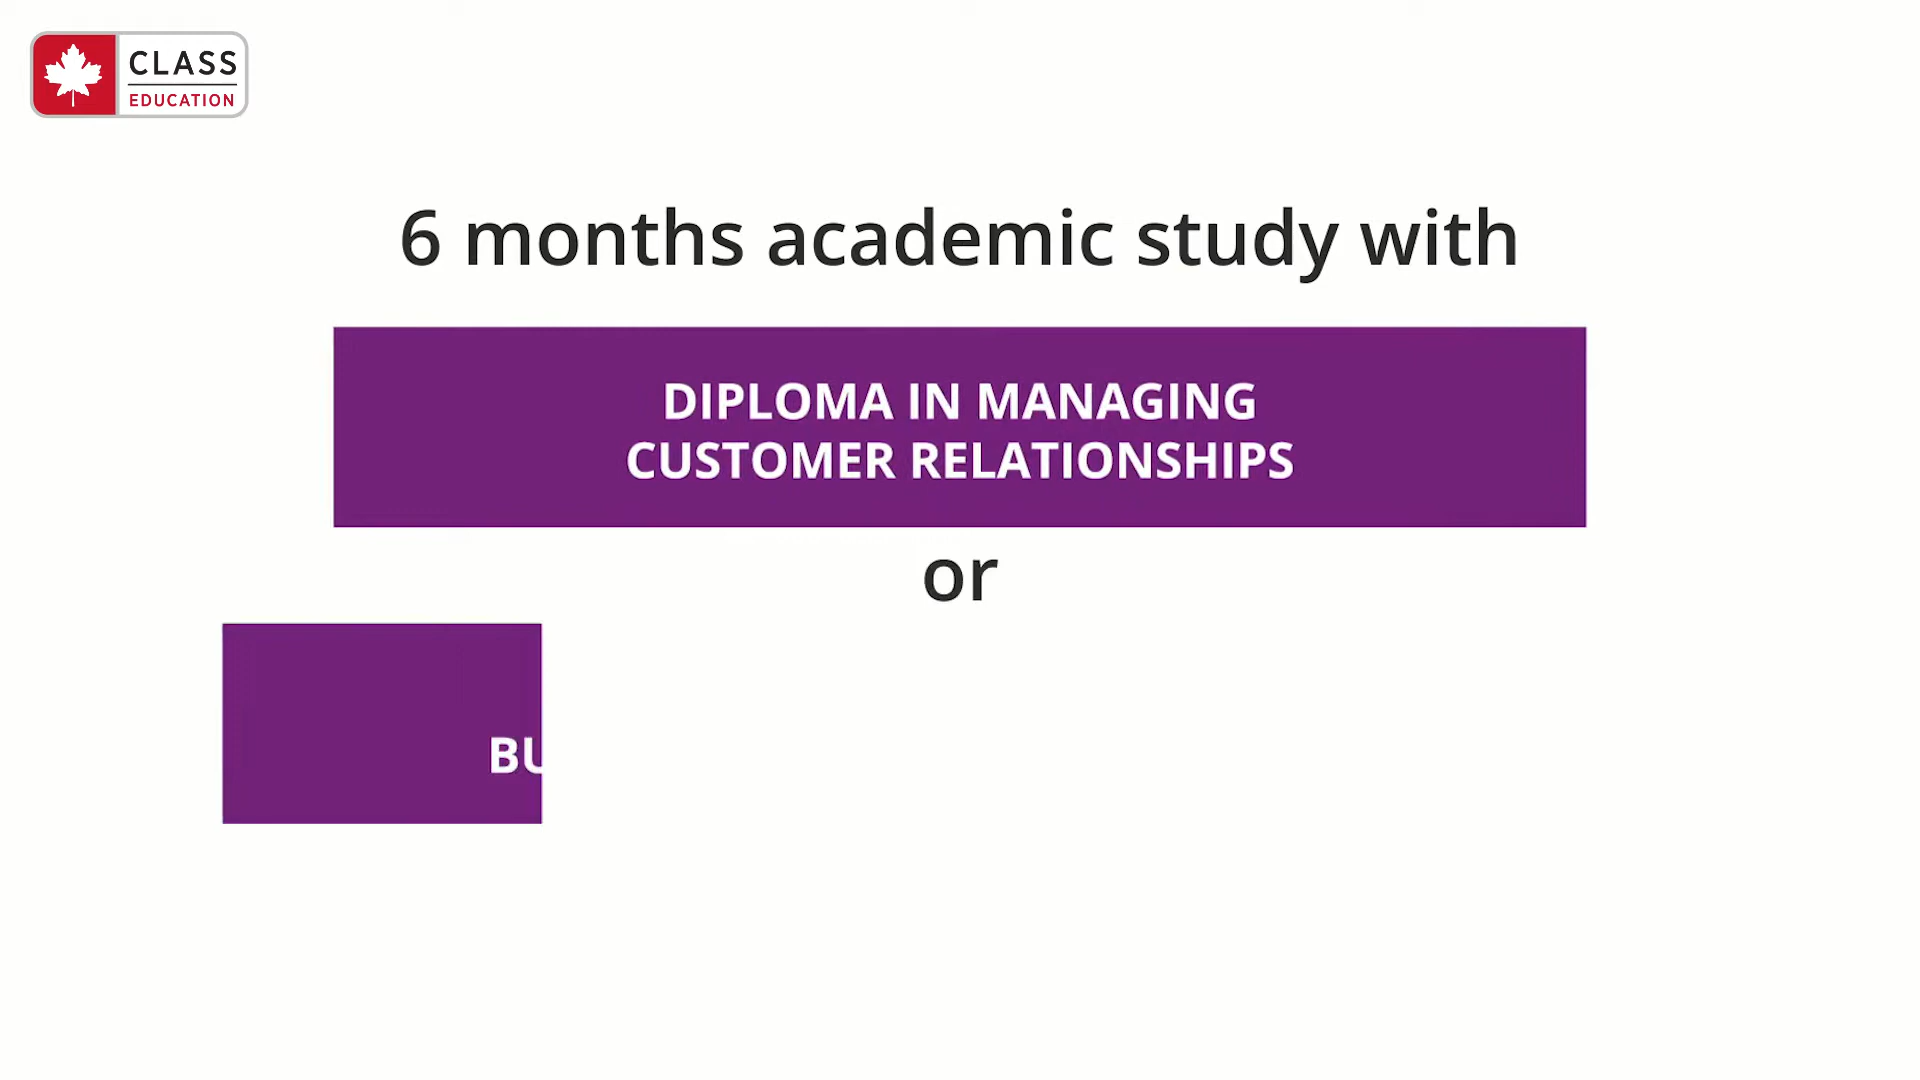 CLASS
EDUCATION
6 months academic study with
DIPLOMA IN MANAGING
CUSTOMER RELATIONSHIPS
or